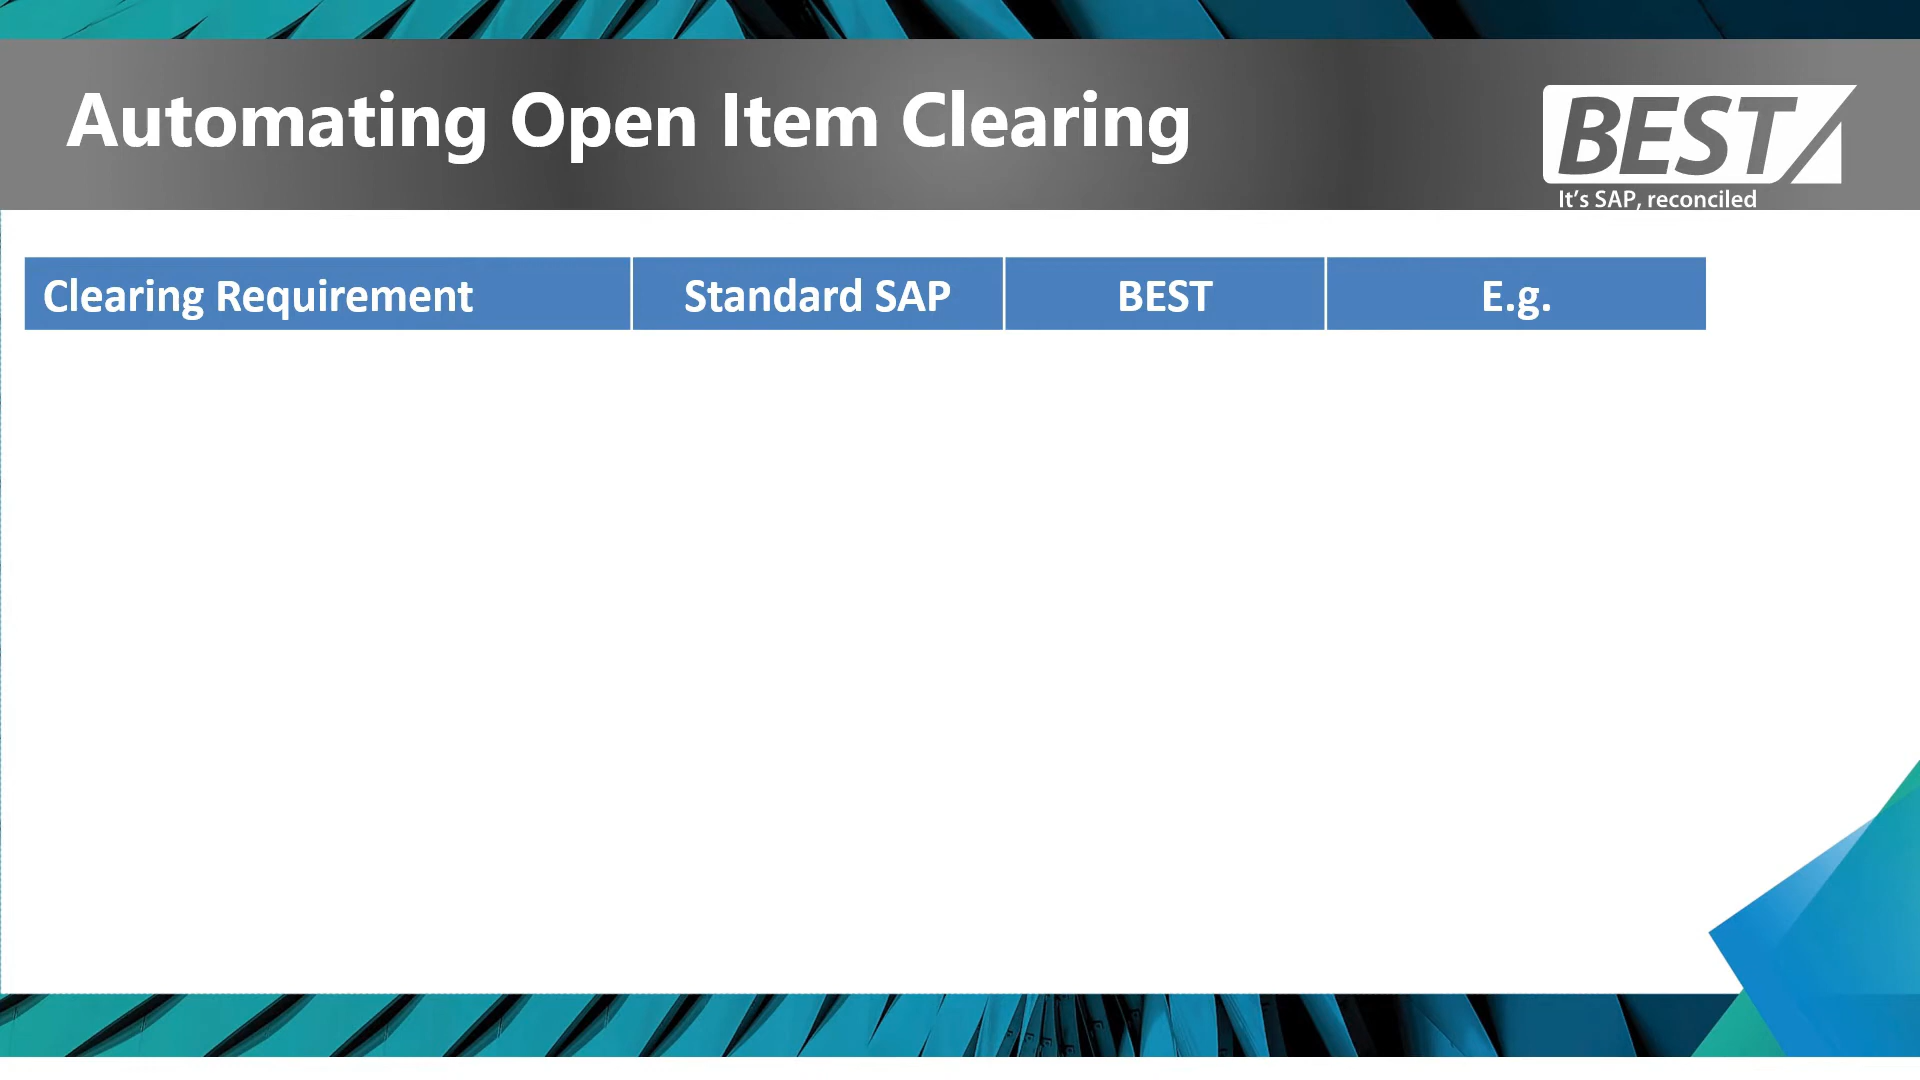 Automating Open Item Clearing
BEST
It's SAP, reconciled
Clearing Requirement Standard SAP BEST E.g.